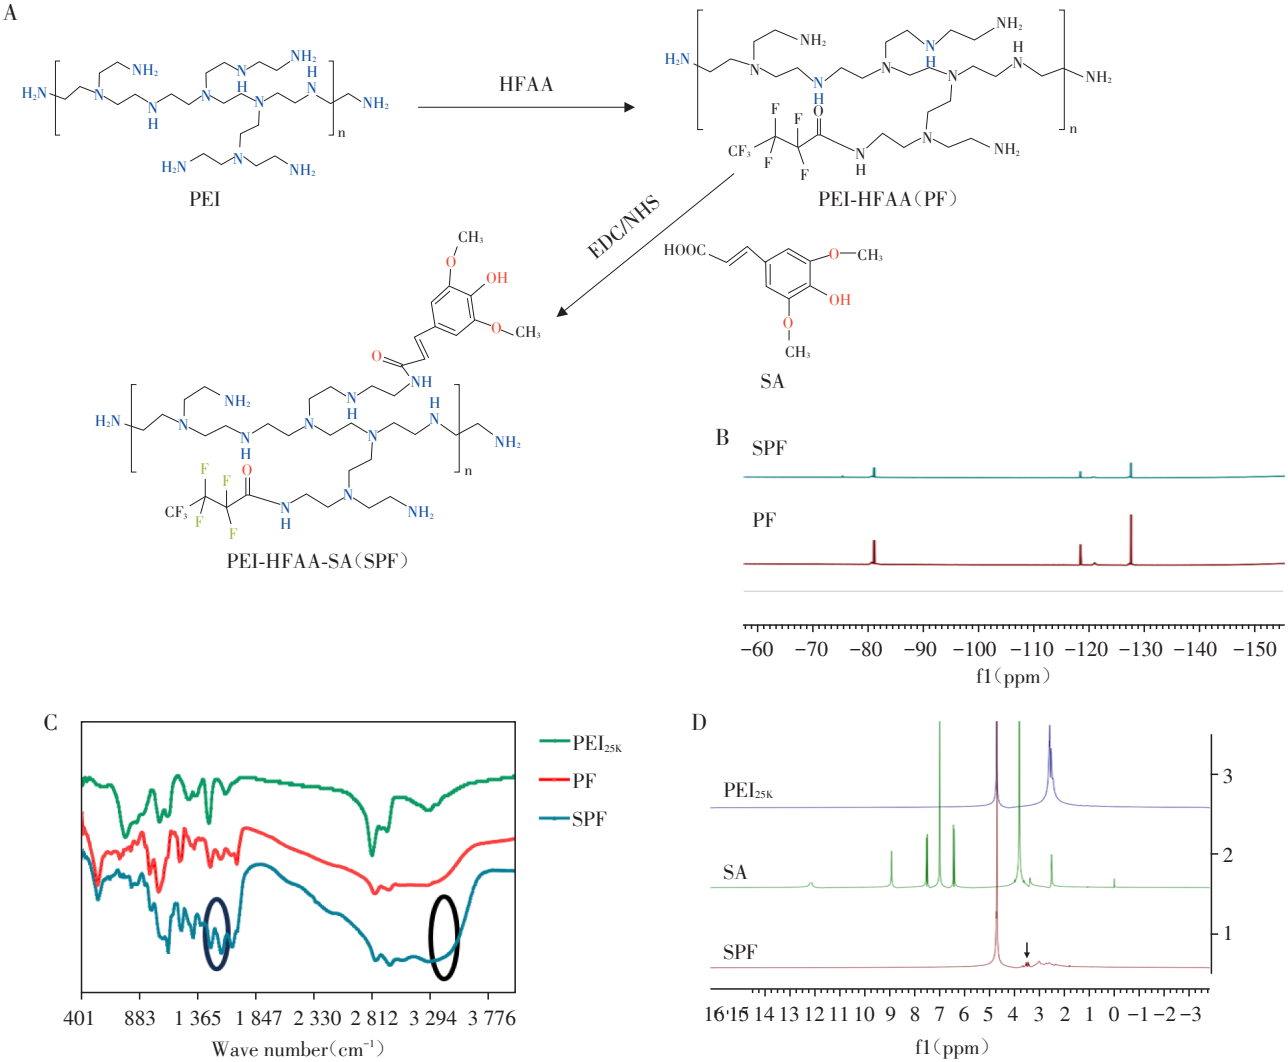 A
H₂N NH₂ N N H N N H NH₂ N H N NH₂ n
H₂N N NH₂
PEI
HFAA
H₂N NH₂ N N H N N H NH₂ N H N NH₂ n
CF₃ F F F F O N H N NH₂
PEI-HFAA(PF)
EDC/NHS
HOOC O CH₃
OH
O
CH₃
SA
CH₃
O
OH
O CH₃
O
NH
H₂N NH₂ N N H N N H N H N NH₂ n
CF₃ F F F F O N H N NH₂
PEI-HFAA-SA(SPF)
B
SPF
PF
−60 −70 −80 −90 −100 −110 −120 −130 −140 −150
f1(ppm)
C
PEI₂₅ₖ
PF
SPF
401 883 1 365 1 847 2 330 2 812 3 294 3 776
Wave number(cm⁻¹)
D
PEI₂₅ₖ
3
SA
2
SPF
1
16 15 14 13 12 11 10 9 8 7 6 5 4 3 2 1 0 −1 −2 −3
f1(ppm)